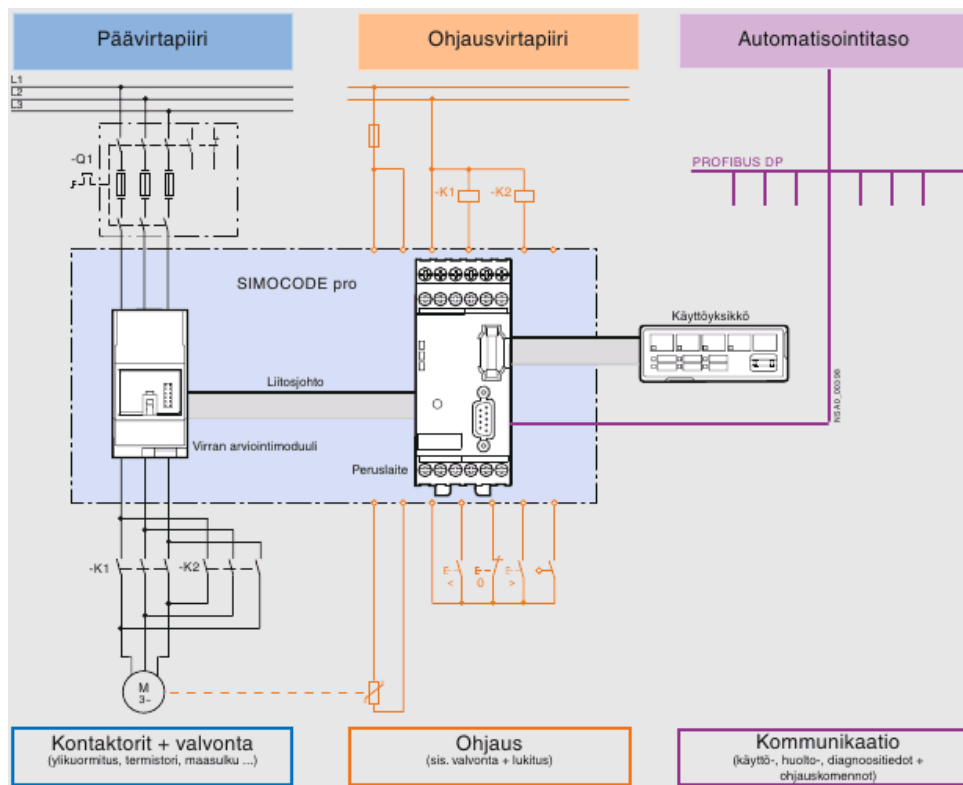 Päävirtapiiri
Ohjausvirtapiiri
Automatisointitaso
L1
L2
L3
-Q1
-K1
-K2
PROFIBUS DP
SIMOCODE pro
Käyttöyksikkö
Liitosjohto
NSA0_00098
Virran arviointimoduuli
Peruslaite
-K1
-K2
E
E
E
<
0
>
M
3~
Kontaktorit + valvonta
(ylikuormitus, termistori, maasulku ...)
Ohjaus
(sis. valvonta + lukitus)
Kommunikaatio
(käyttö-, huolto-, diagnoositiedot +
ohjauskomennot)